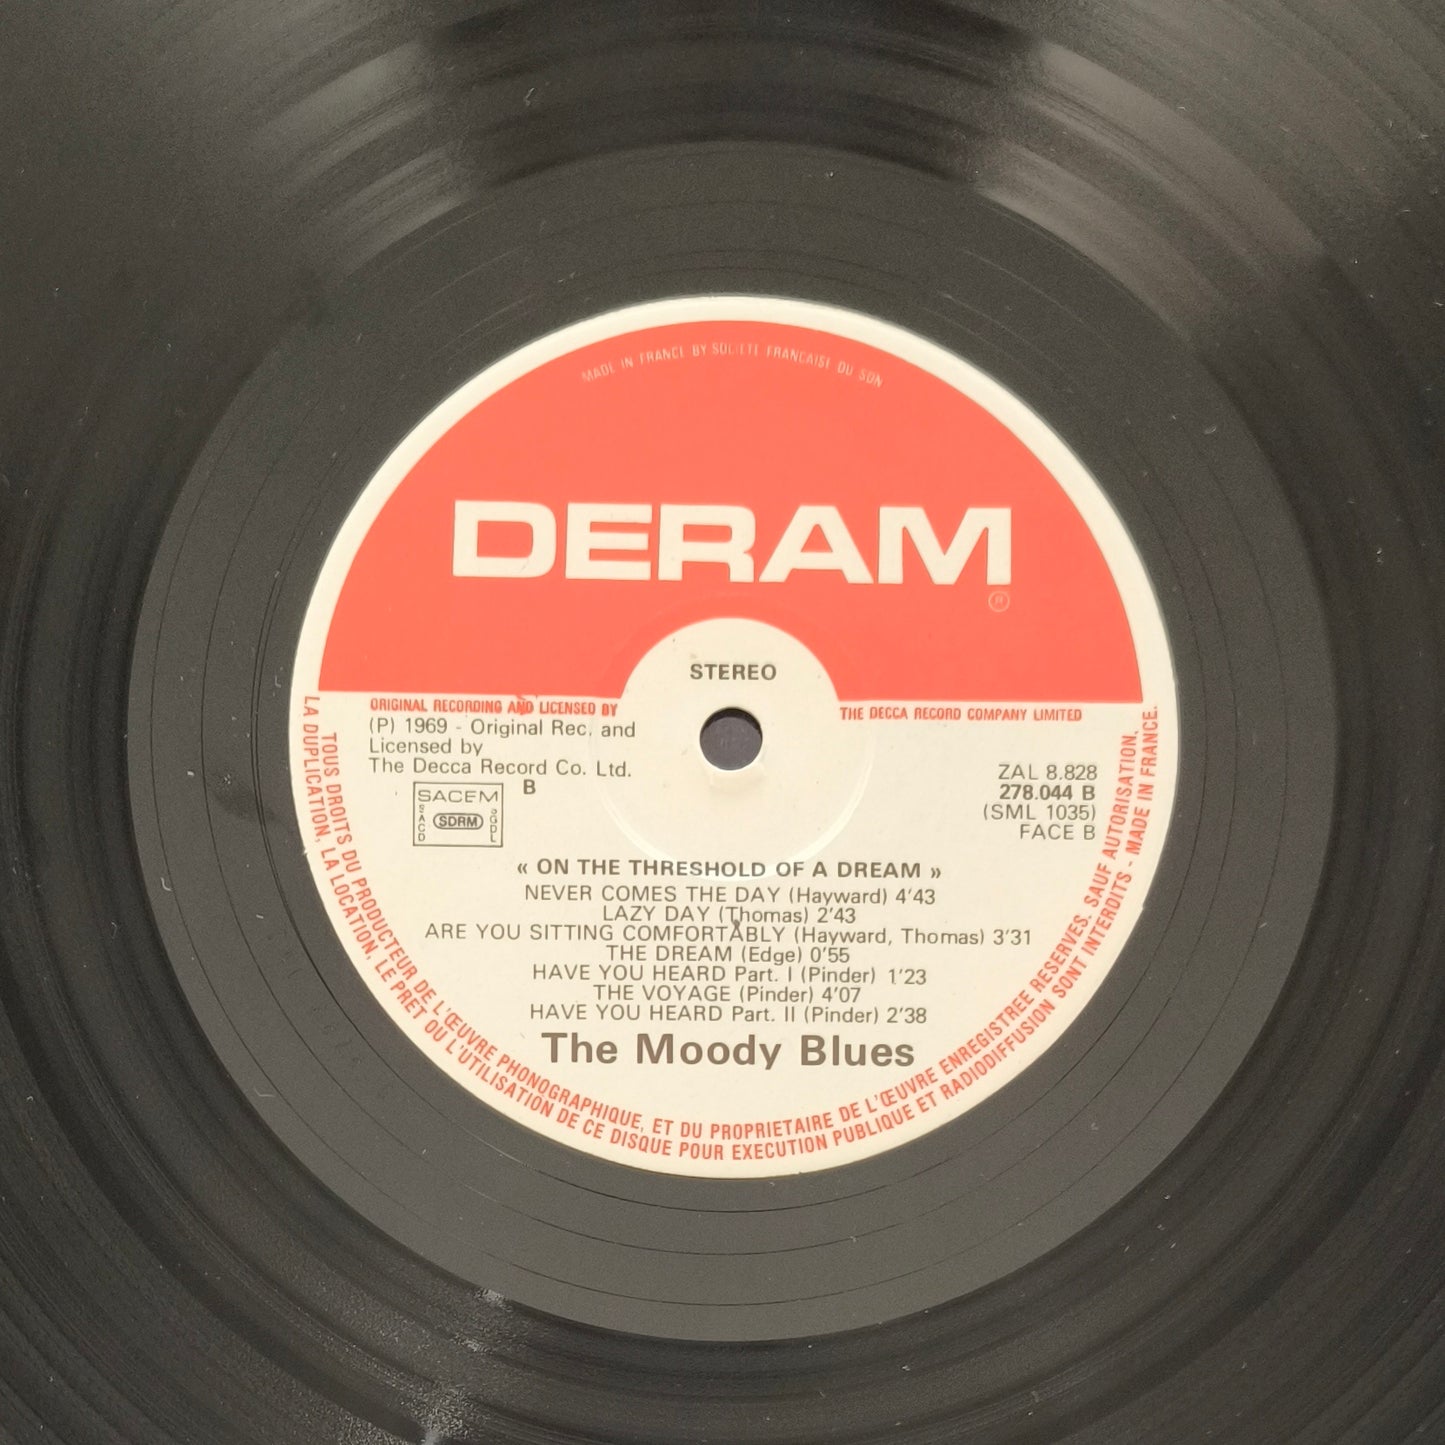 MADE IN FRANCE BY SOCIETE FRANCAISE DU SON
DERAM
®
STEREO
ORIGINAL RECORDING AND LICENSED BY THE DECCA RECORD COMPANY LIMITED
(P) 1969 - Original Rec. and
Licensed by
The Decca Record Co. Ltd.
B
SACEM
SACD SDRM SGDL
ZAL 8.828
278.044 B
(SML 1035)
FACE B
« ON THE THRESHOLD OF A DREAM »
NEVER COMES THE DAY (Hayward) 4'43
LAZY DAY (Thomas) 2'43
ARE YOU SITTING COMFORTABLY (Hayward, Thomas) 3'31
THE DREAM (Edge) 0'55
HAVE YOU HEARD Part. I (Pinder) 1'23
THE VOYAGE (Pinder) 4'07
HAVE YOU HEARD Part. II (Pinder) 2'38
The Moody Blues
TOUS DROITS DU PRODUCTEUR DE L'ŒUVRE PHONOGRAPHIQUE, ET DU PROPRIETAIRE DE L'ŒUVRE ENREGISTREE RESERVES. SAUF AUTORISATION,
LA DUPLICATION, LA LOCATION, LE PRET OU L'UTILISATION DE CE DISQUE POUR EXECUTION PUBLIQUE ET RADIODIFFUSION SONT INTERDITS - MADE IN FRANCE.